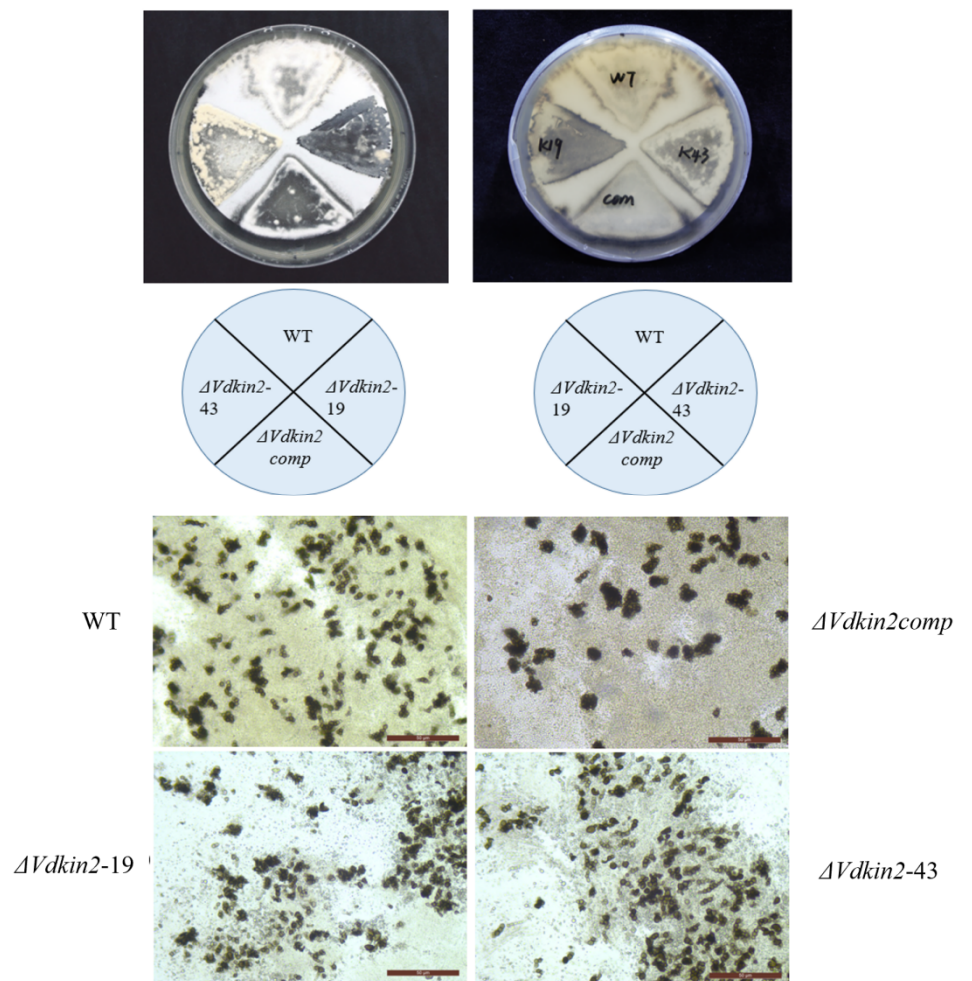 W7
K19
K43
com
WT
WT
ΔVdkin2-
43
ΔVdkin2-
19
ΔVdkin2-
19
ΔVdkin2-
43
ΔVdkin2
comp
ΔVdkin2
comp
WT
ΔVdkin2comp
ΔVdkin2-19
ΔVdkin2-43